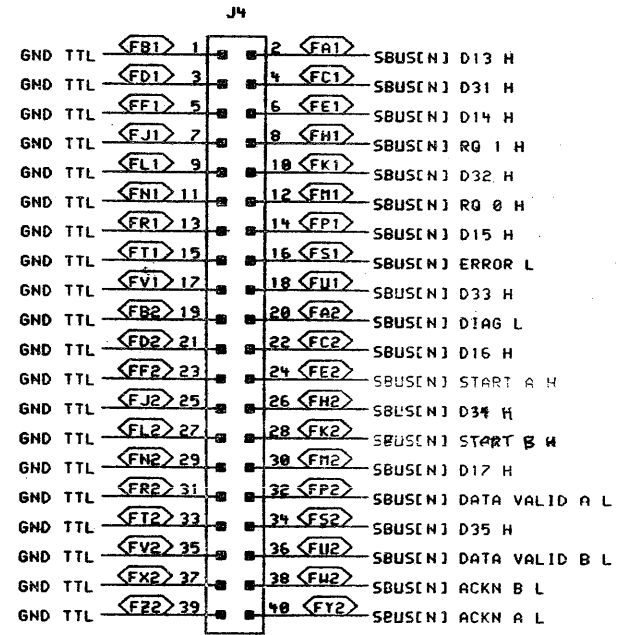 J4
GND TTL FB1 1 2 FA1 SBUS[N] D13 H
GND TTL FD1 3 4 FC1 SBUS[N] D31 H
GND TTL FF1 5 6 FE1 SBUS[N] D14 H
GND TTL FJ1 7 8 FH1 SBUS[N] RQ 1 H
GND TTL FL1 9 10 FK1 SBUS[N] D32 H
GND TTL FN1 11 12 FM1 SBUS[N] RQ 0 H
GND TTL FR1 13 14 FP1 SBUS[N] D15 H
GND TTL FT1 15 16 FS1 SBUS[N] ERROR L
GND TTL FV1 17 18 FU1 SBUS[N] D33 H
GND TTL FB2 19 20 FA2 SBUS[N] DIAG L
GND TTL FD2 21 22 FC2 SBUS[N] D16 H
GND TTL FF2 23 24 FE2 SBUS[N] START A H
GND TTL FJ2 25 26 FH2 SBUS[N] D34 H
GND TTL FL2 27 28 FK2 SBUS[N] START B H
GND TTL FN2 29 30 FM2 SBUS[N] D17 H
GND TTL FR2 31 32 FP2 SBUS[N] DATA VALID A L
GND TTL FT2 33 34 FS2 SBUS[N] D35 H
GND TTL FV2 35 36 FU2 SBUS[N] DATA VALID B L
GND TTL FX2 37 38 FW2 SBUS[N] ACKN B L
GND TTL FZ2 39 40 FY2 SBUS[N] ACKN A L